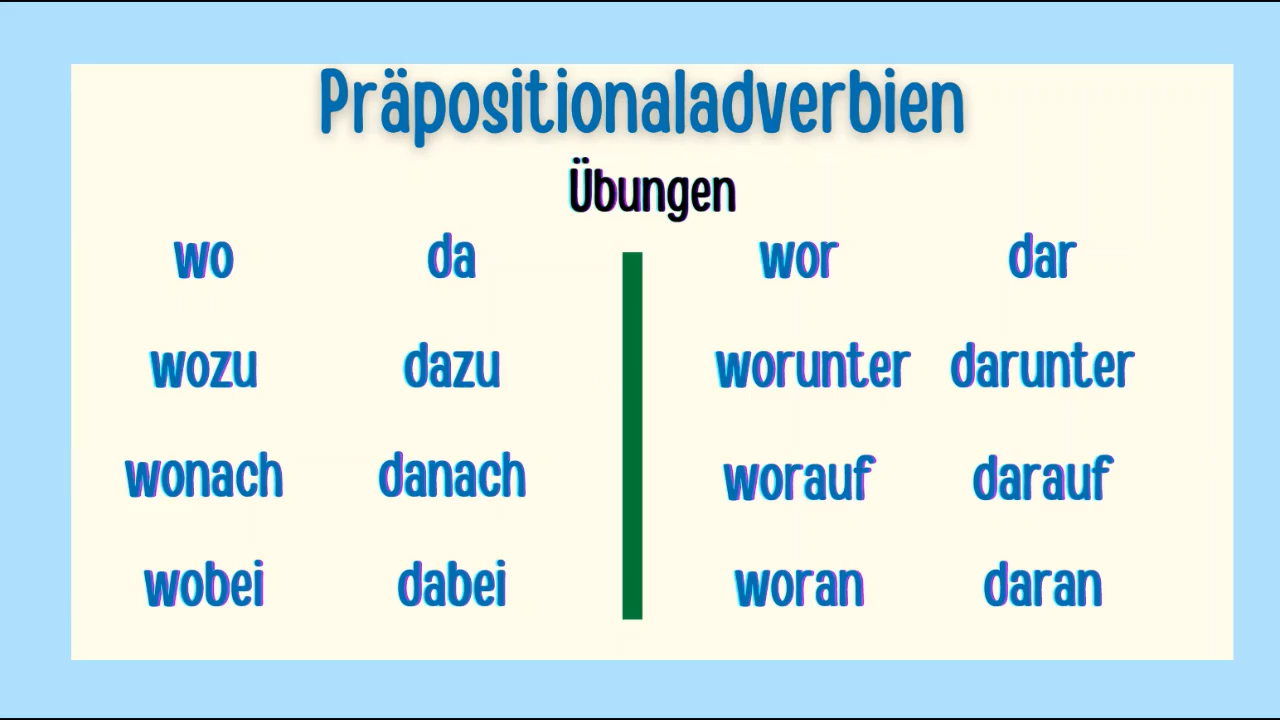 Präpositionaladverbien
Übungen
wo da wor dar
wozu dazu worunter darunter
wonach danach worauf darauf
wobei dabei woran daran